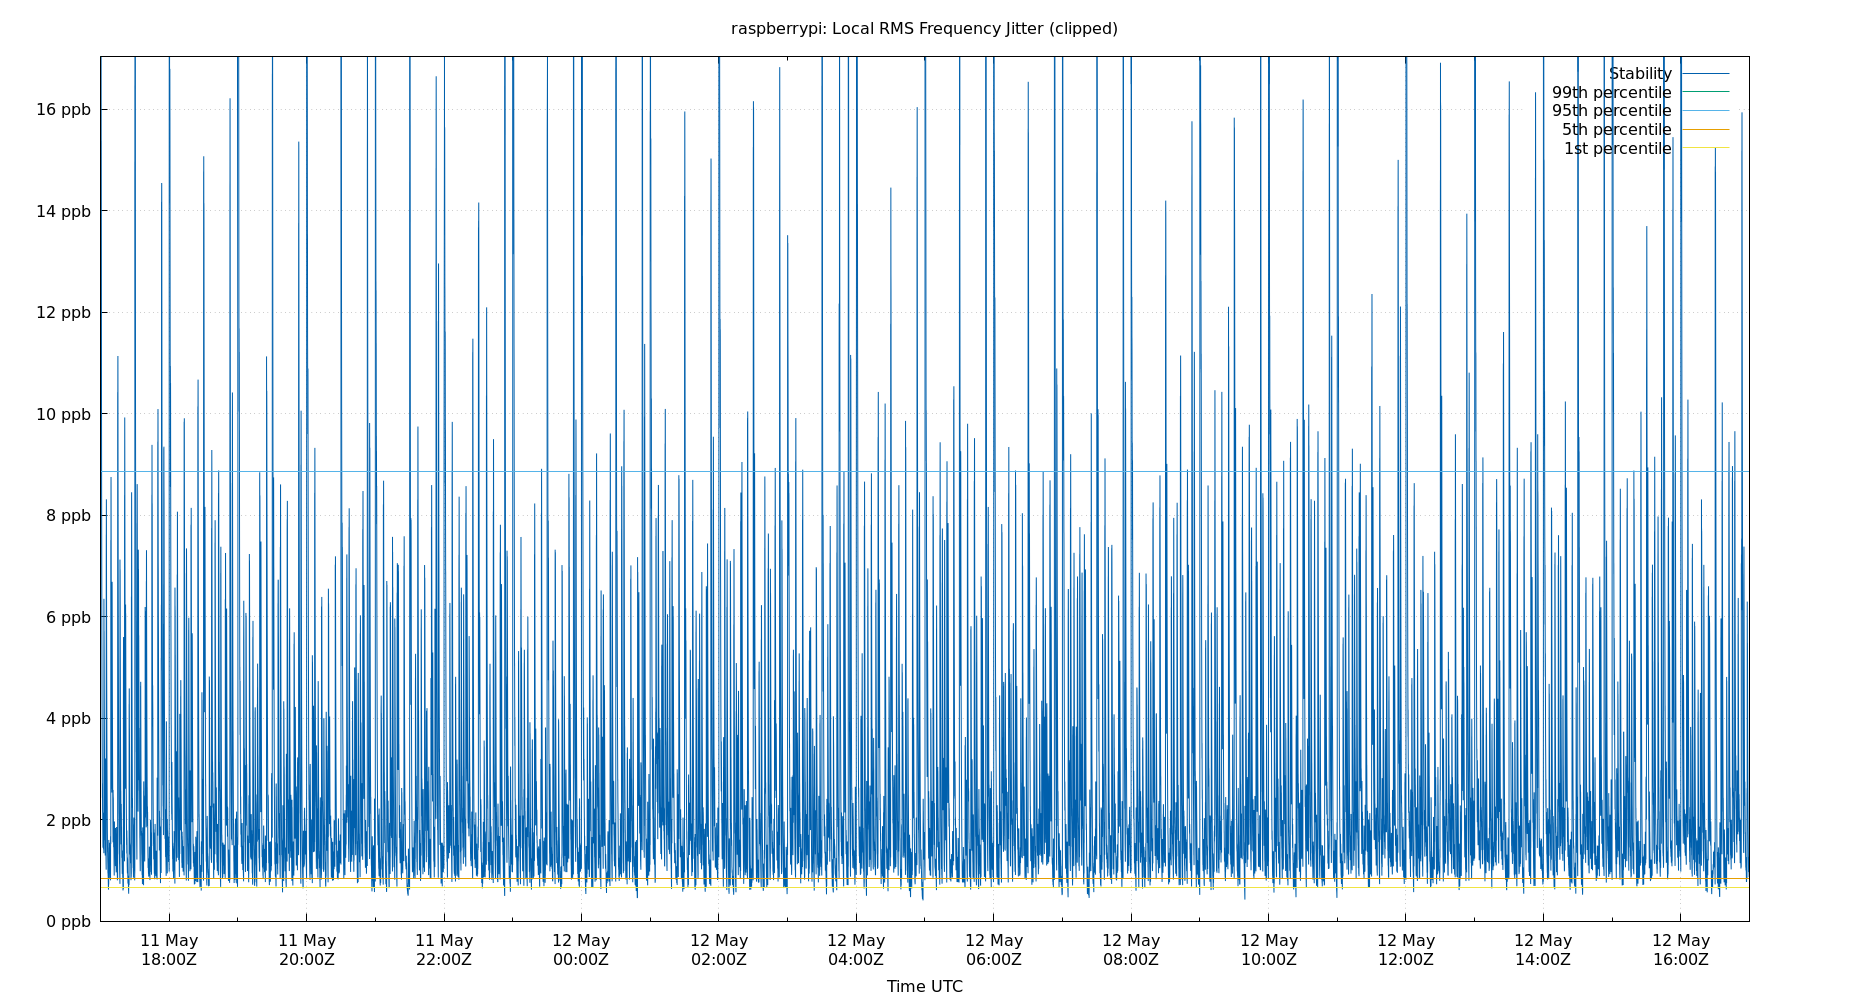 raspberrypi: Local RMS Frequency Jitter (clipped)
Stability
99th percentile
95th percentile
5th percentile
1st percentile
16 ppb
14 ppb
12 ppb
10 ppb
8 ppb
6 ppb
4 ppb
2 ppb
0 ppb
11 May 11 May 11 May 12 May 12 May 12 May 12 May 12 May 12 May 12 May 12 May 12 May
18:00Z 20:00Z 22:00Z 00:00Z 02:00Z 04:00Z 06:00Z 08:00Z 10:00Z 12:00Z 14:00Z 16:00Z
Time UTC